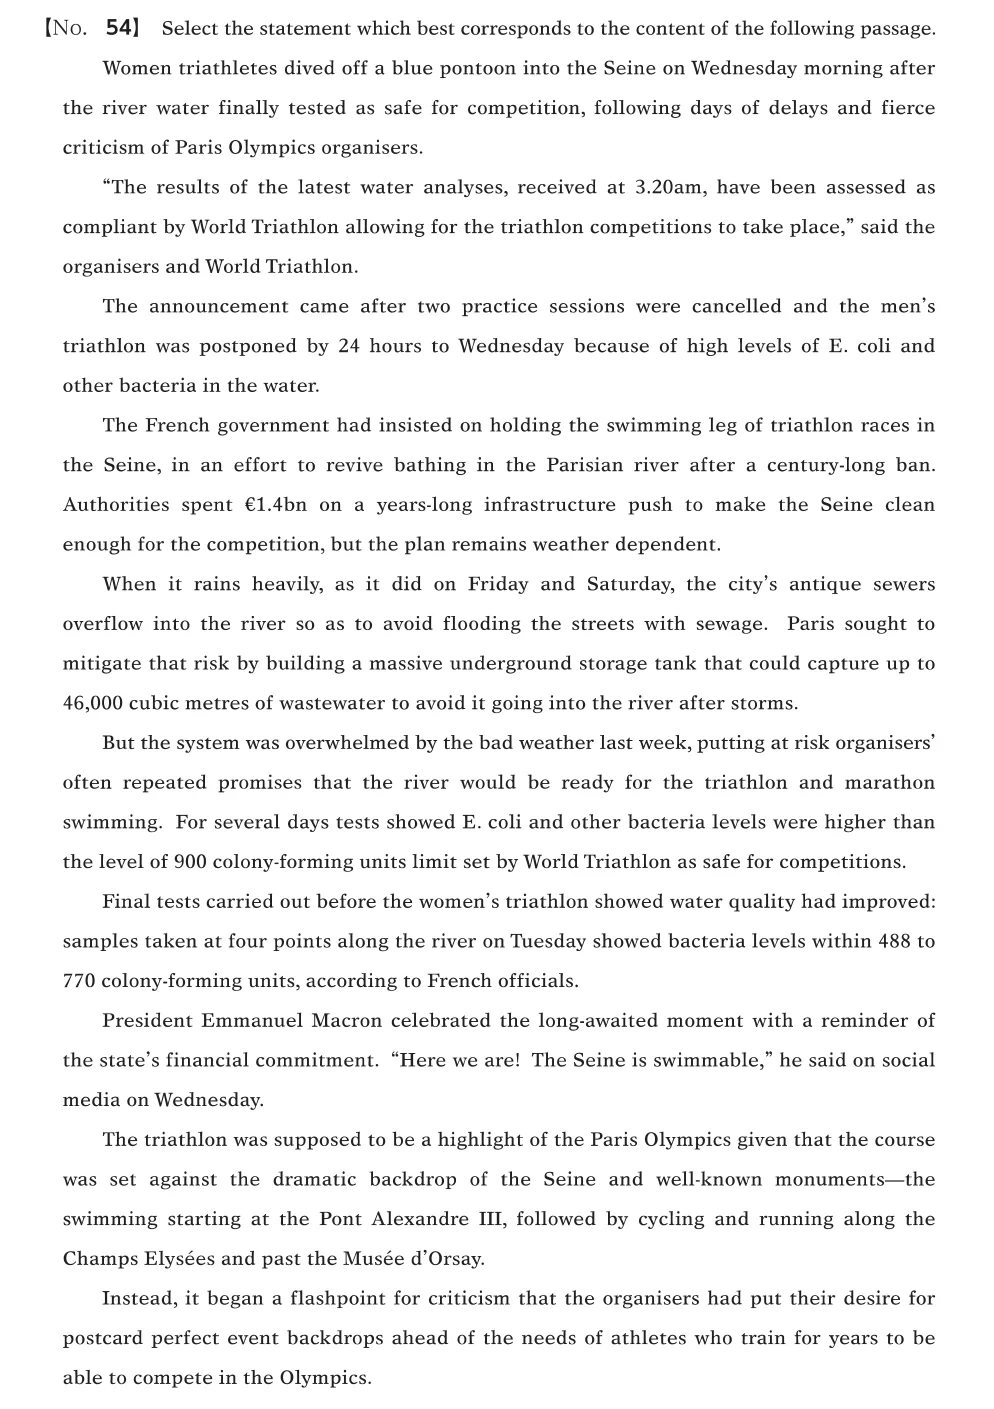 【No. 54】 Select the statement which best corresponds to the content of the following passage.
Women triathletes dived off a blue pontoon into the Seine on Wednesday morning after
the river water finally tested as safe for competition, following days of delays and fierce
criticism of Paris Olympics organisers.
“The results of the latest water analyses, received at 3.20am, have been assessed as
compliant by World Triathlon allowing for the triathlon competitions to take place,” said the
organisers and World Triathlon.
The announcement came after two practice sessions were cancelled and the men’s
triathlon was postponed by 24 hours to Wednesday because of high levels of E. coli and
other bacteria in the water.
The French government had insisted on holding the swimming leg of triathlon races in
the Seine, in an effort to revive bathing in the Parisian river after a century-long ban.
Authorities spent €1.4bn on a years-long infrastructure push to make the Seine clean
enough for the competition, but the plan remains weather dependent.
When it rains heavily, as it did on Friday and Saturday, the city’s antique sewers
overflow into the river so as to avoid flooding the streets with sewage. Paris sought to
mitigate that risk by building a massive underground storage tank that could capture up to
46,000 cubic metres of wastewater to avoid it going into the river after storms.
But the system was overwhelmed by the bad weather last week, putting at risk organisers’
often repeated promises that the river would be ready for the triathlon and marathon
swimming. For several days tests showed E. coli and other bacteria levels were higher than
the level of 900 colony-forming units limit set by World Triathlon as safe for competitions.
Final tests carried out before the women’s triathlon showed water quality had improved:
samples taken at four points along the river on Tuesday showed bacteria levels within 488 to
770 colony-forming units, according to French officials.
President Emmanuel Macron celebrated the long-awaited moment with a reminder of
the state’s financial commitment. “Here we are! The Seine is swimmable,” he said on social
media on Wednesday.
The triathlon was supposed to be a highlight of the Paris Olympics given that the course
was set against the dramatic backdrop of the Seine and well-known monuments—the
swimming starting at the Pont Alexandre III, followed by cycling and running along the
Champs Elysées and past the Musée d’Orsay.
Instead, it began a flashpoint for criticism that the organisers had put their desire for
postcard perfect event backdrops ahead of the needs of athletes who train for years to be
able to compete in the Olympics.